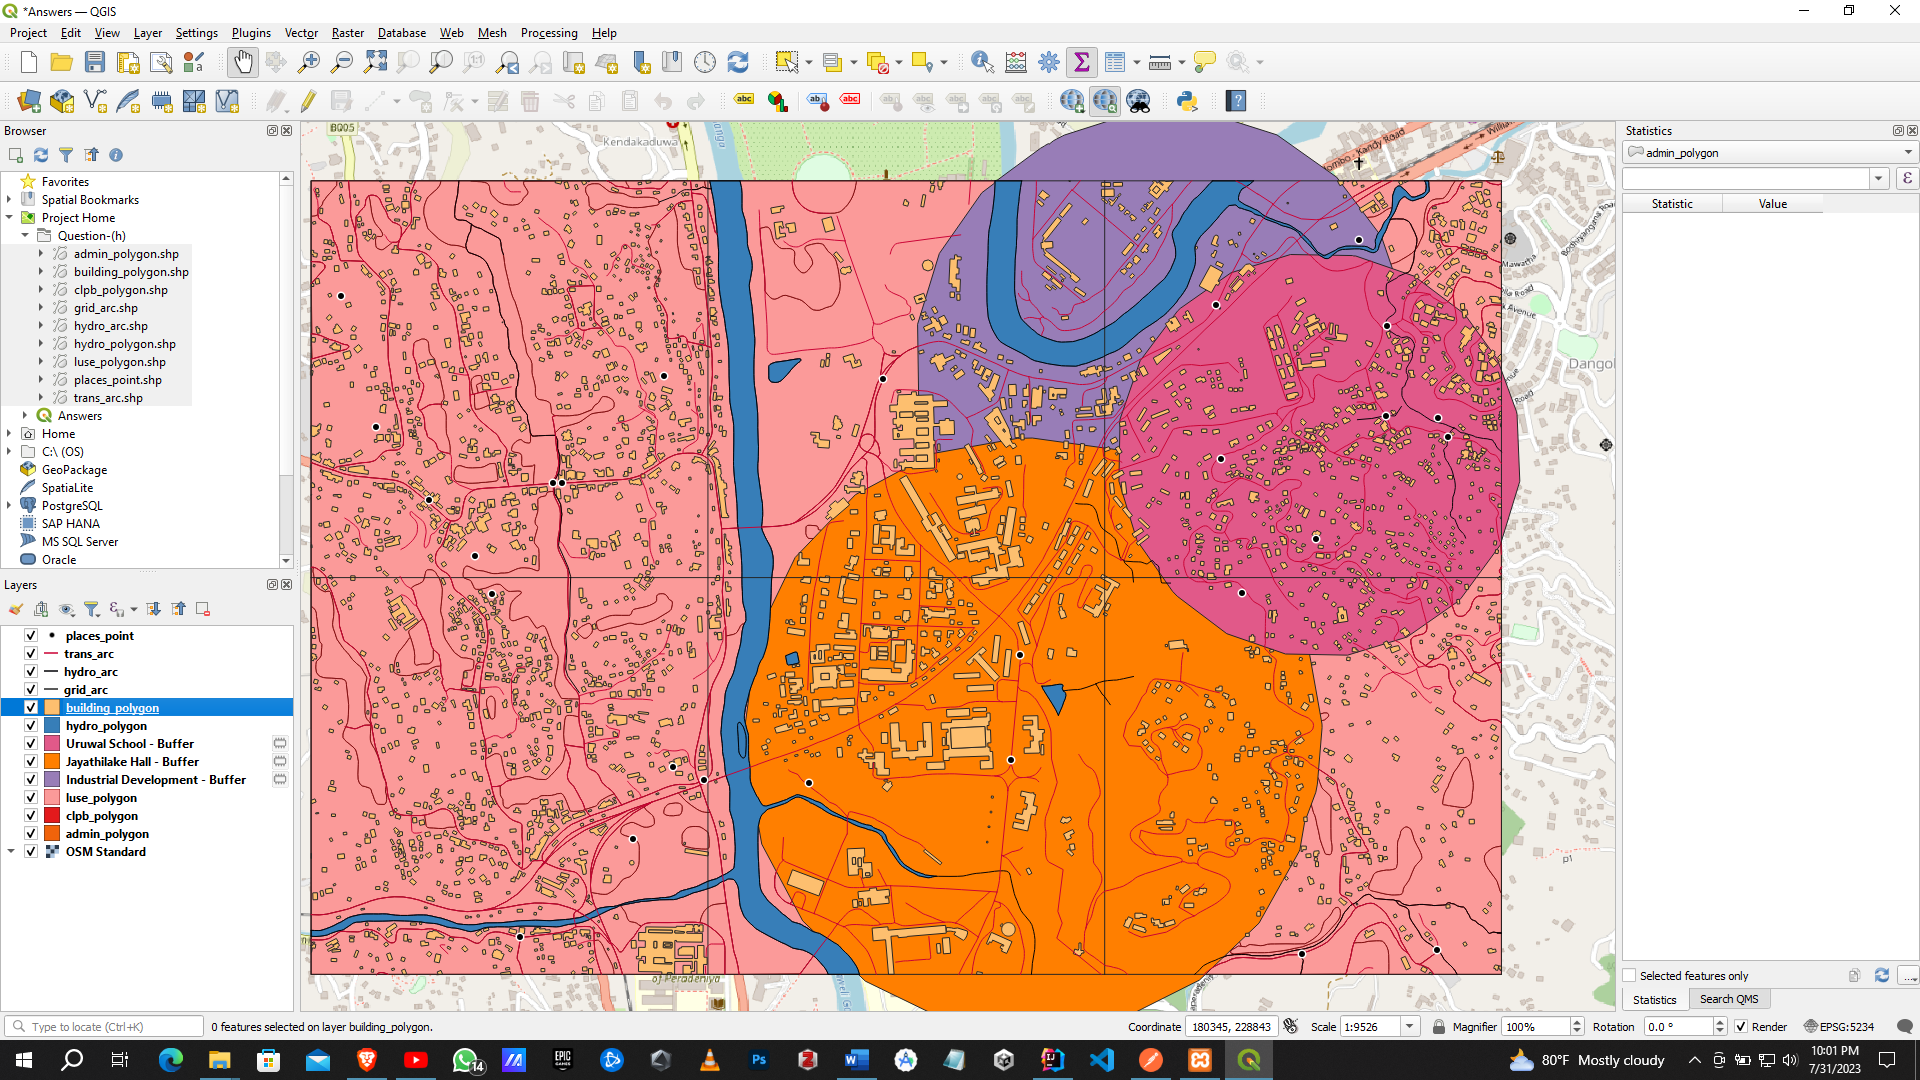 *Answers — QGIS
Project Edit View Layer Settings Plugins Vector Raster Database Web Mesh Processing Help
Browser
Favorites
Spatial Bookmarks
Project Home
Question-(h)
admin_polygon.shp
building_polygon.shp
clpb_polygon.shp
grid_arc.shp
hydro_arc.shp
hydro_polygon.shp
luse_polygon.shp
places_point.shp
trans_arc.shp
Answers
Home
C:\ (OS)
GeoPackage
SpatiaLite
PostgreSQL
SAP HANA
MS SQL Server
Oracle
Layers
places_point
trans_arc
hydro_arc
grid_arc
building_polygon
hydro_polygon
Uruwal School - Buffer
Jayathilake Hall - Buffer
Industrial Development - Buffer
luse_polygon
clpb_polygon
admin_polygon
OSM Standard
B005
Kendakaduwa
Kandy Road
Mawatha
Dangol
Road
p1
of Peradeniya
Statistics
admin_polygon
Statistic Value
Selected features only
Statistics Search QMS
Type to locate (Ctrl+K)
0 features selected on layer building_polygon.
Coordinate 180345, 228843
Scale 1:9526
Magnifier 100%
Rotation 0.0 °
Render
EPSG:5234
14
80°F Mostly cloudy
10:01 PM
7/31/2023